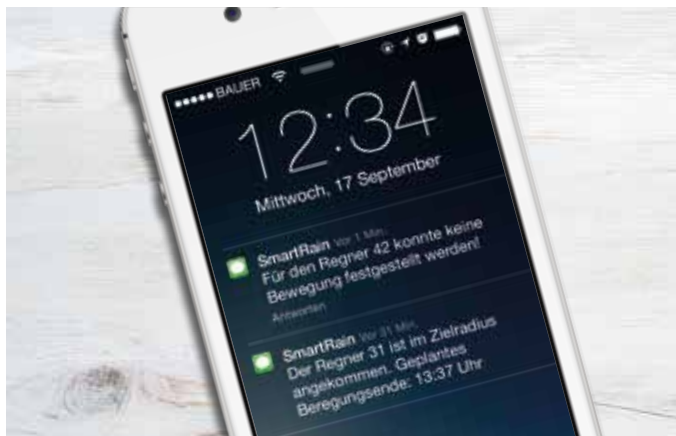 BAUER
12:34
Mittwoch, 17 September
SmartRain Vor 1 Min.
Für den Regner 42 konnte keine
Bewegung festgestellt werden!
Antworten
SmartRain Vor 31 Min.
Der Regner 31 ist im Zielradius
angekommen. Geplantes
Beregungsende: 13:37 Uhr